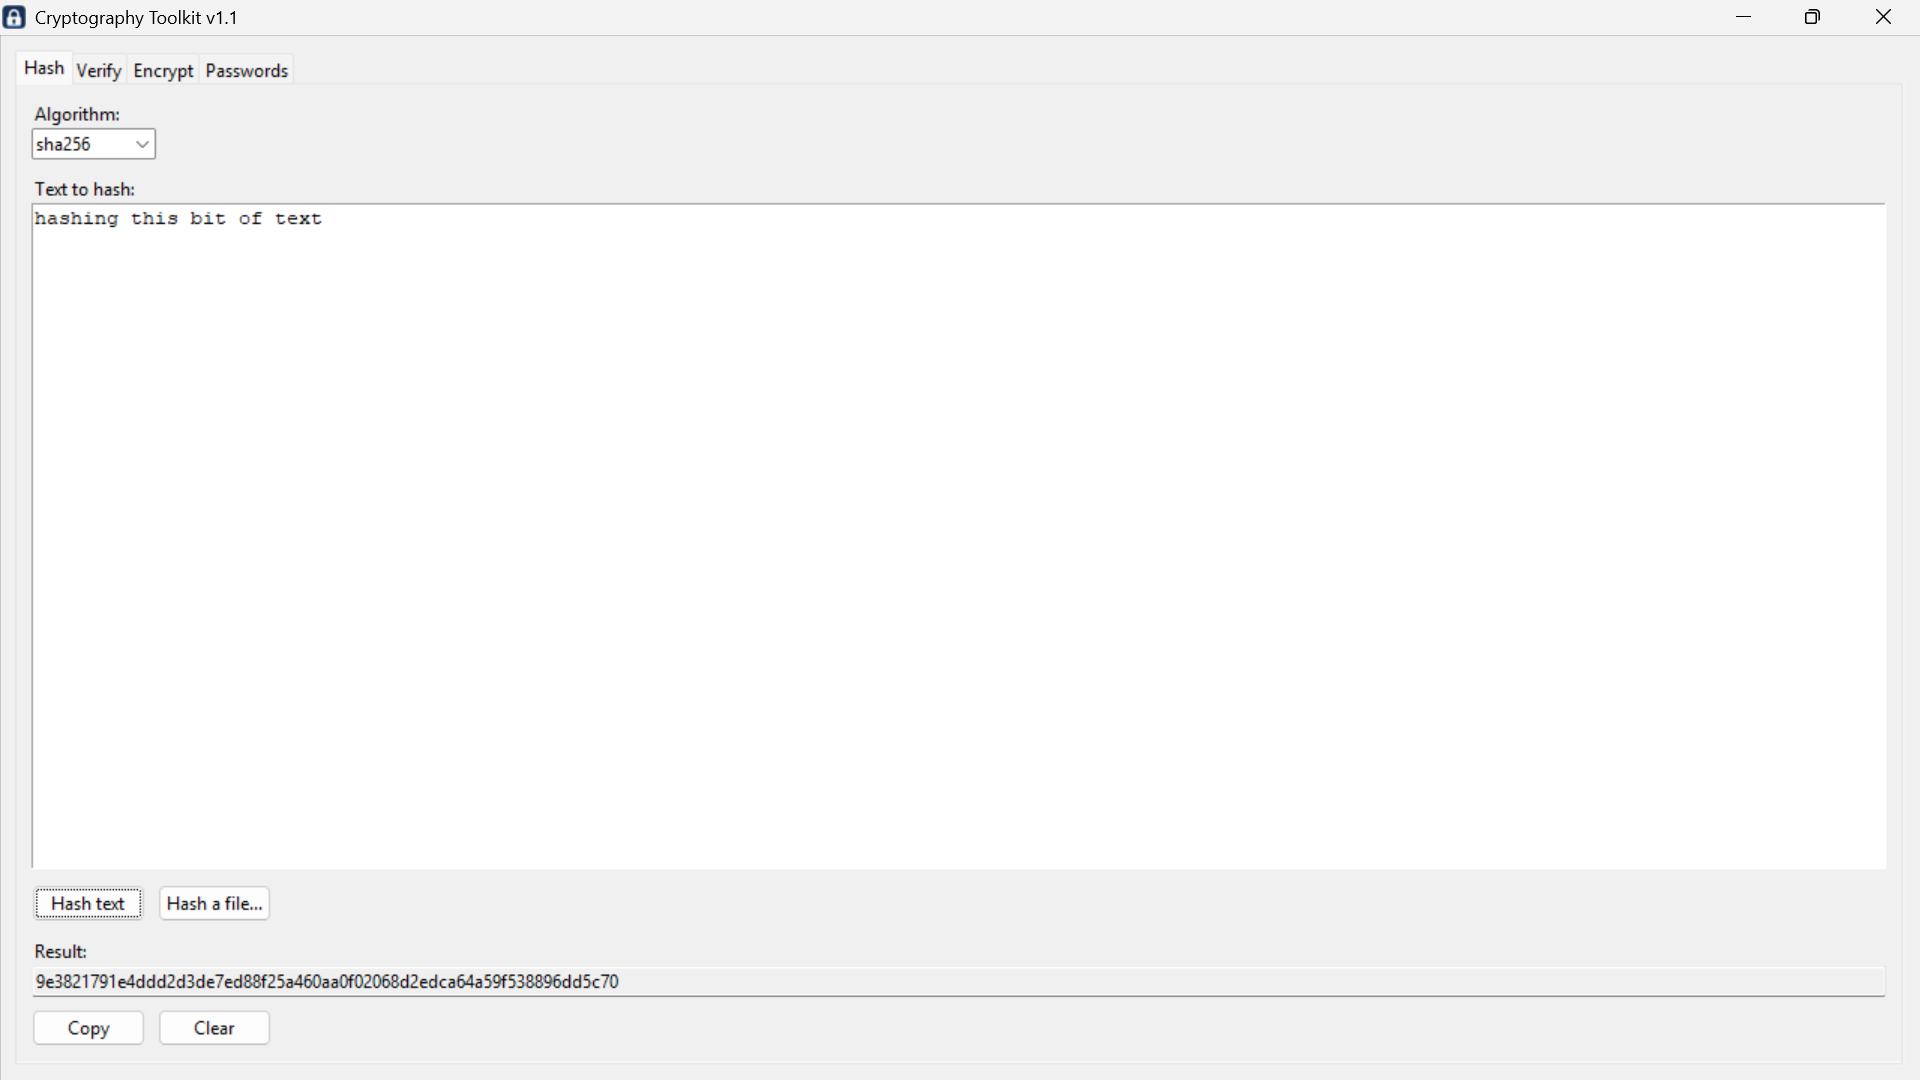 Cryptography Toolkit v1.1
Hash Verify Encrypt Passwords
Algorithm:
sha256
Text to hash:
hashing this bit of text
Hash text Hash a file...
Result:
9e3821791e4ddd2d3de7ed88f25a460aa0f02068d2edca64a59f538896dd5c70
Copy Clear